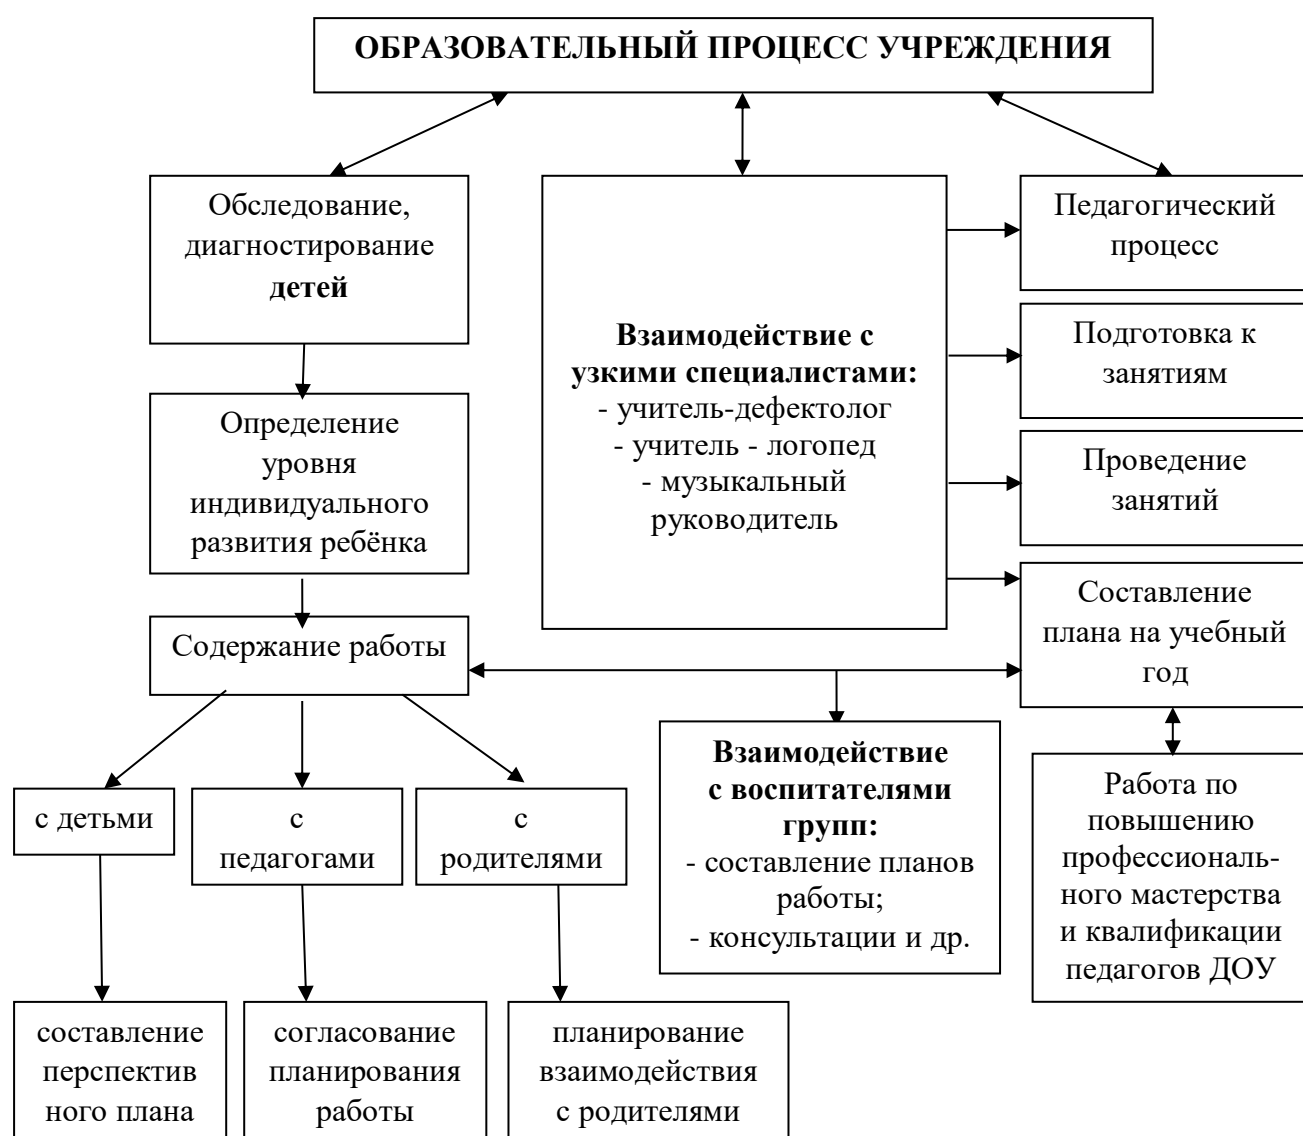 ОБРАЗОВАТЕЛЬНЫЙ ПРОЦЕСС УЧРЕЖДЕНИЯ
Обследование,
диагностирование
детей
Определение
уровня
индивидуального
развития ребёнка
Содержание работы
Взаимодействие с
узкими специалистами:
- учитель-дефектолог
- учитель - логопед
- музыкальный
руководитель
Педагогический
процесс
Подготовка к
занятиям
Проведение
занятий
Составление
плана на учебный
год
с детьми
с
педагогами
с
родителями
Взаимодействие
с воспитателями
групп:
- составление планов
работы;
- консультации и др.
Работа по
повышению
профессиональ-
ного мастерства
и квалификации
педагогов ДОУ
составление
перспектив
ного плана
согласование
планирования
работы
планирование
взаимодействия
с родителями